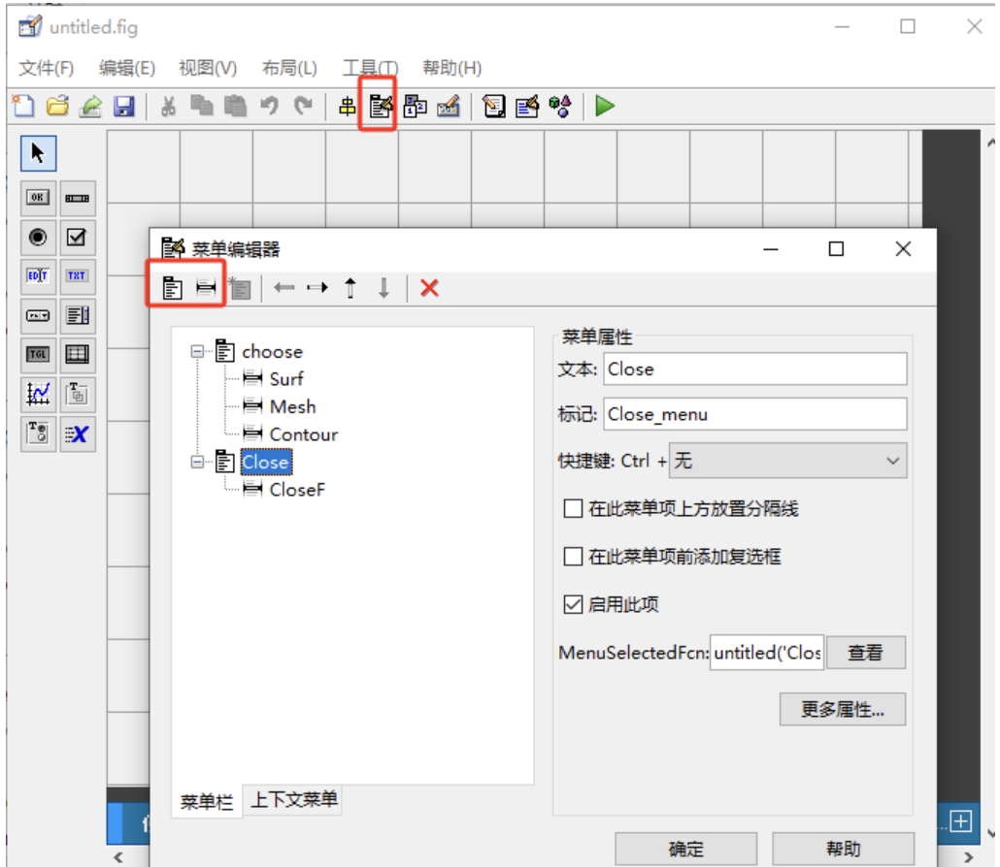 untitled.fig
文件(F) 编辑(E) 视图(V) 布局(L) 工具(T) 帮助(H)
OK
EDIT TXT
TGL
菜单编辑器
choose
Surf
Mesh
Contour
Close
CloseF
菜单属性
文本: Close
标记: Close_menu
快捷键: Ctrl + 无
在此菜单项上方放置分隔线
在此菜单项前添加复选框
启用此项
MenuSelectedFcn: untitled('Clos 查看
更多属性...
菜单栏 上下文菜单
确定 帮助